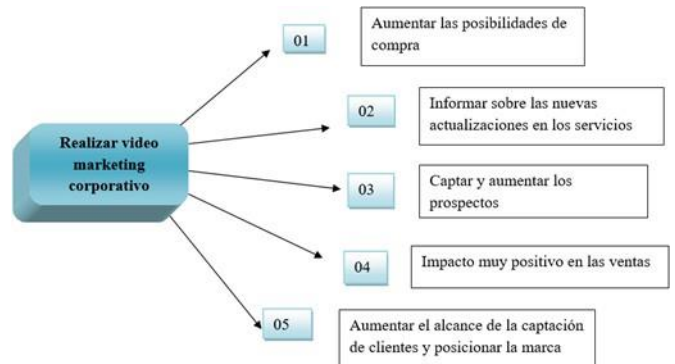 Realizar video
marketing
corporativo
01
Aumentar las posibilidades de
compra
02
Informar sobre las nuevas
actualizaciones en los servicios
03
Captar y aumentar los
prospectos
04
Impacto muy positivo en las ventas
05
Aumentar el alcance de la captación
de clientes y posicionar la marca